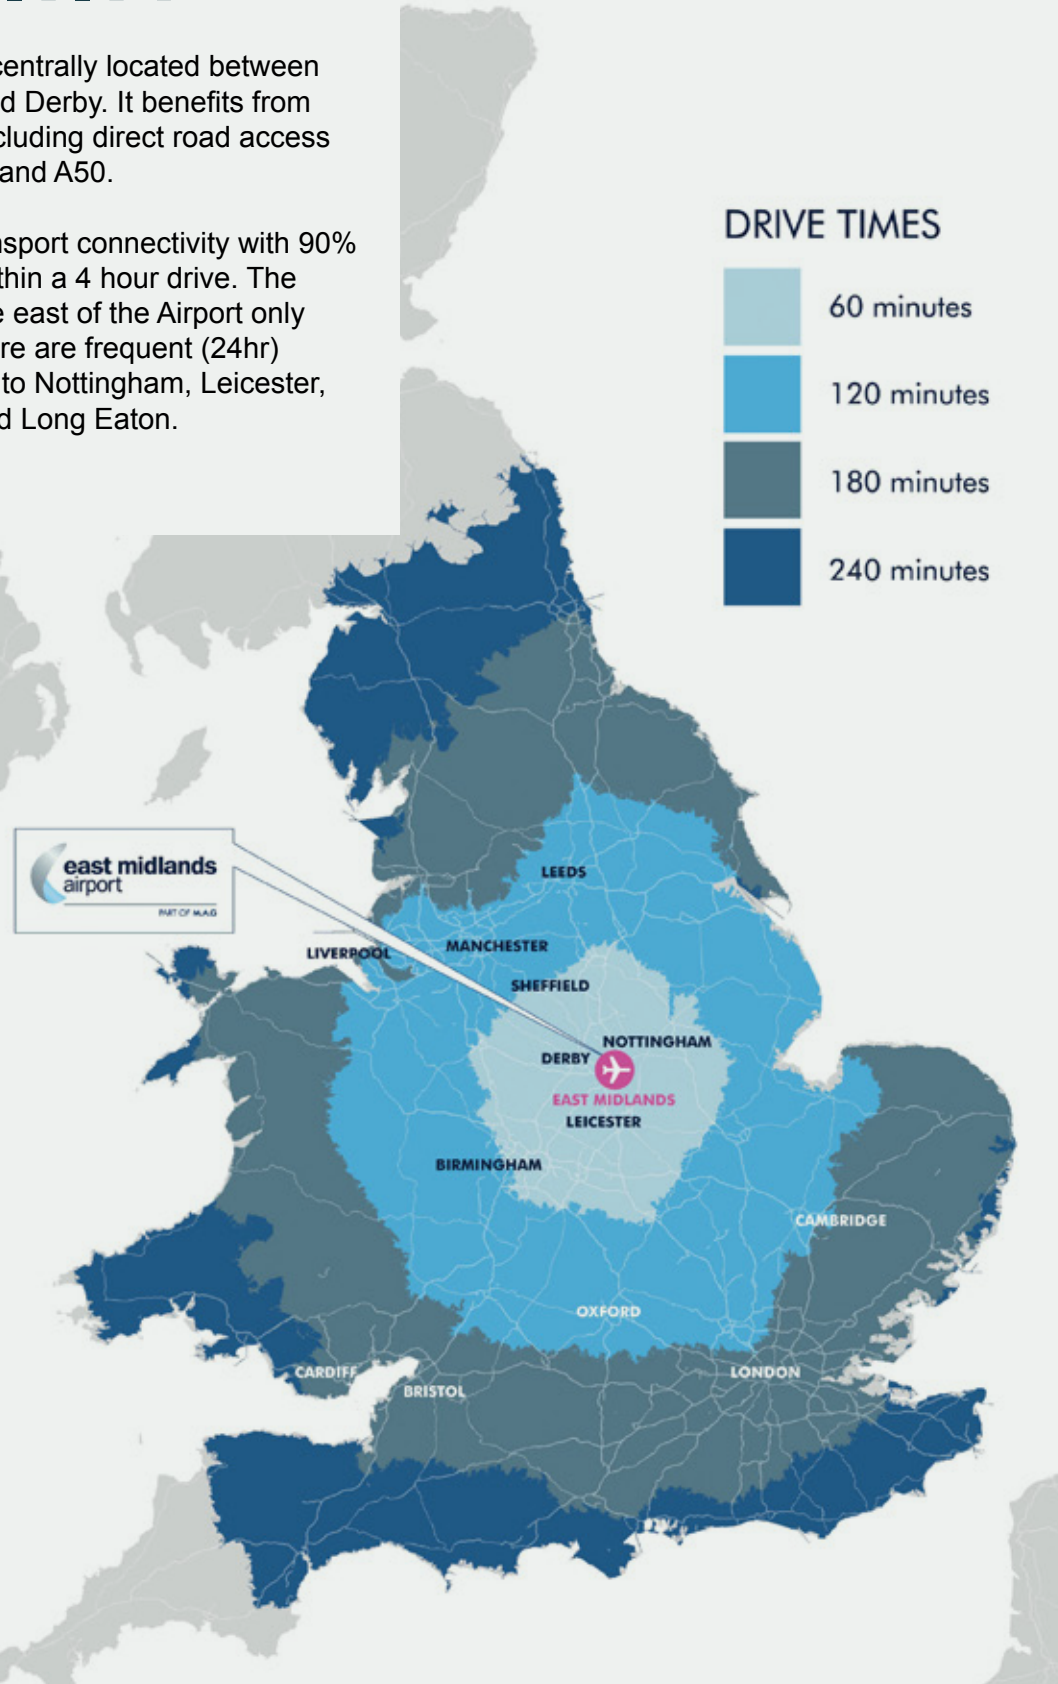 centrally located between
d Derby. It benefits from
cluding direct road access
and A50.
nsport connectivity with 90%
thin a 4 hour drive. The
e east of the Airport only
re are frequent (24hr)
to Nottingham, Leicester,
d Long Eaton.
DRIVE TIMES
60 minutes
120 minutes
180 minutes
240 minutes
east midlands
airport
PART OF M.A.G
LEEDS
MANCHESTER
LIVERPOOL
SHEFFIELD
NOTTINGHAM
DERBY
EAST MIDLANDS
LEICESTER
BIRMINGHAM
CAMBRIDGE
OXFORD
CARDIFF
LONDON
BRISTOL